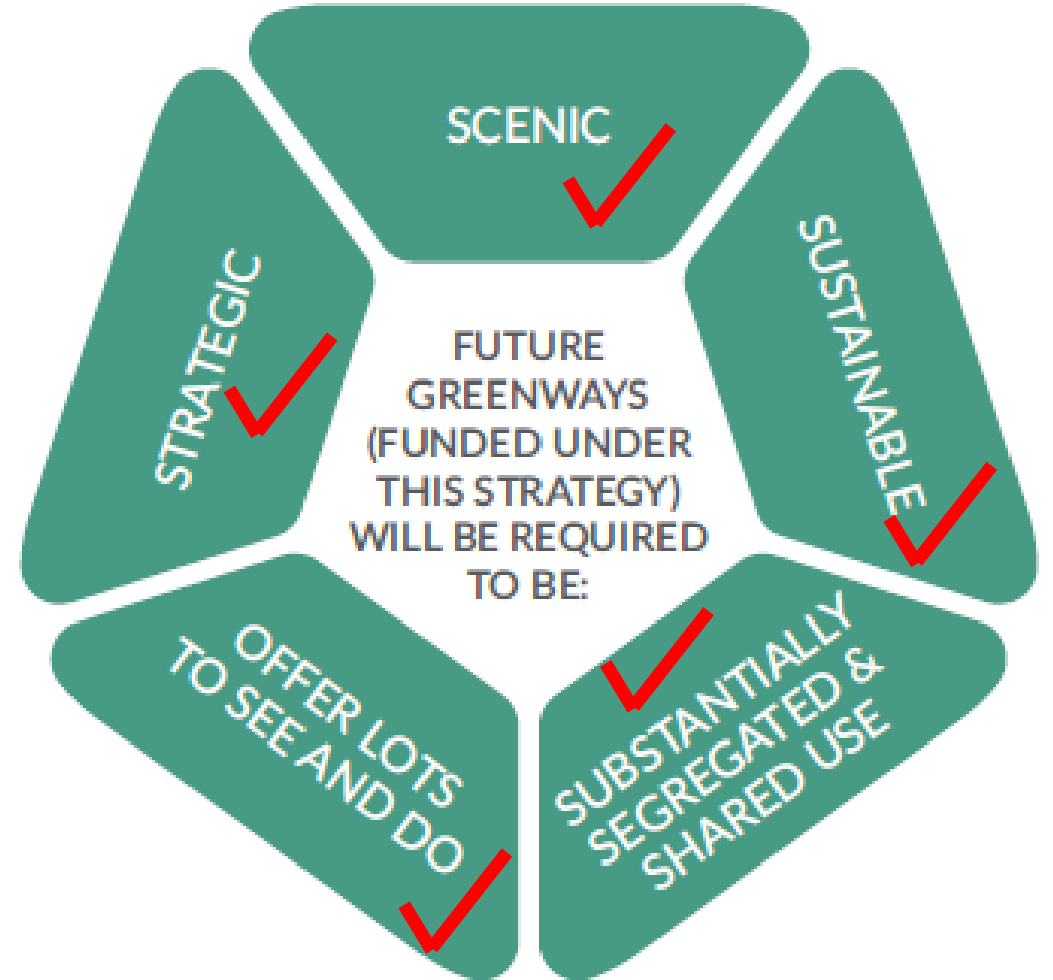 SCENIC
SUSTAINABLE
SUBSTANTIALLY
SEGREGATED &
SHARED USE
OFFER LOTS
TO SEE AND DO
STRATEGIC
FUTURE
GREENWAYS
(FUNDED UNDER
THIS STRATEGY)
WILL BE REQUIRED
TO BE: